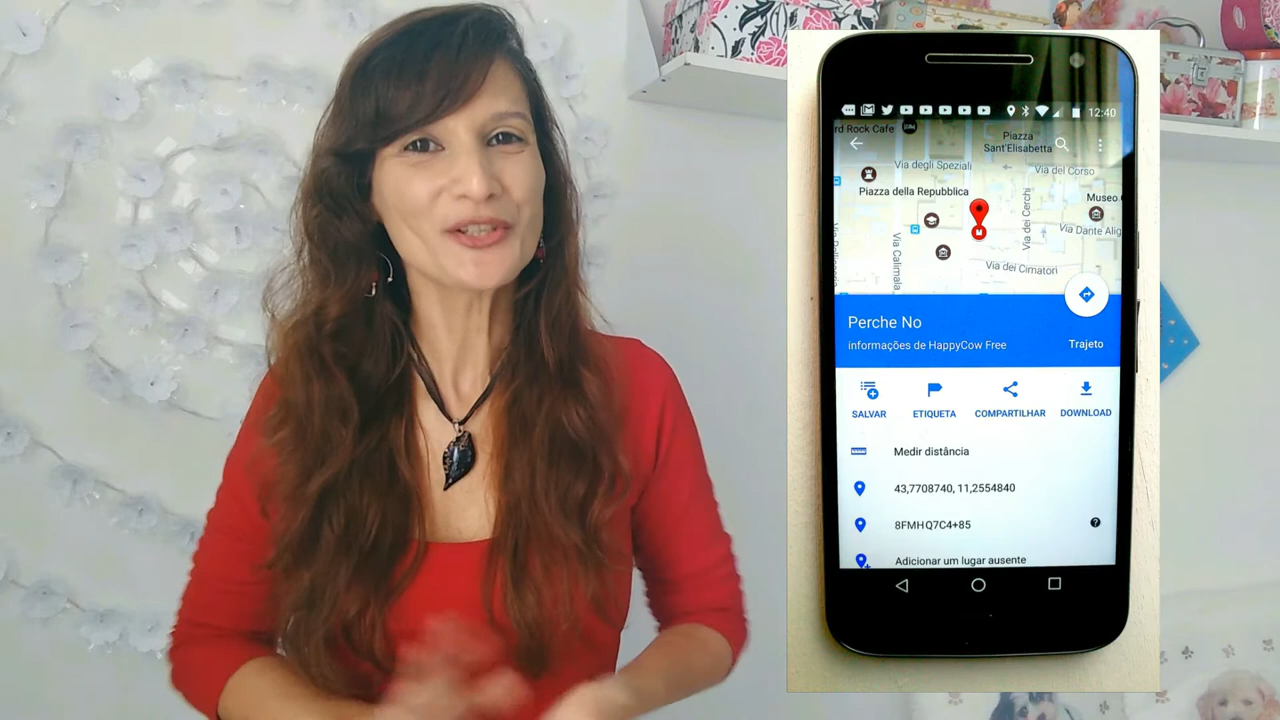 12:40
rd Rock Cafe
Piazza
Sant'Elisabetta
Via degli Speziali
Via del Corso
Piazza della Repubblica
Museo
Via dei Cerchi
Via Dante Alig
Via Calimala
Via dei Cimatori
Perche No
informações de HappyCow Free
Trajeto
SALVAR
ETIQUETA
COMPARTILHAR
DOWNLOAD
Medir distância
43,7708740, 11,2554840
8FMHQ7C4+85
Adicionar um lugar ausente